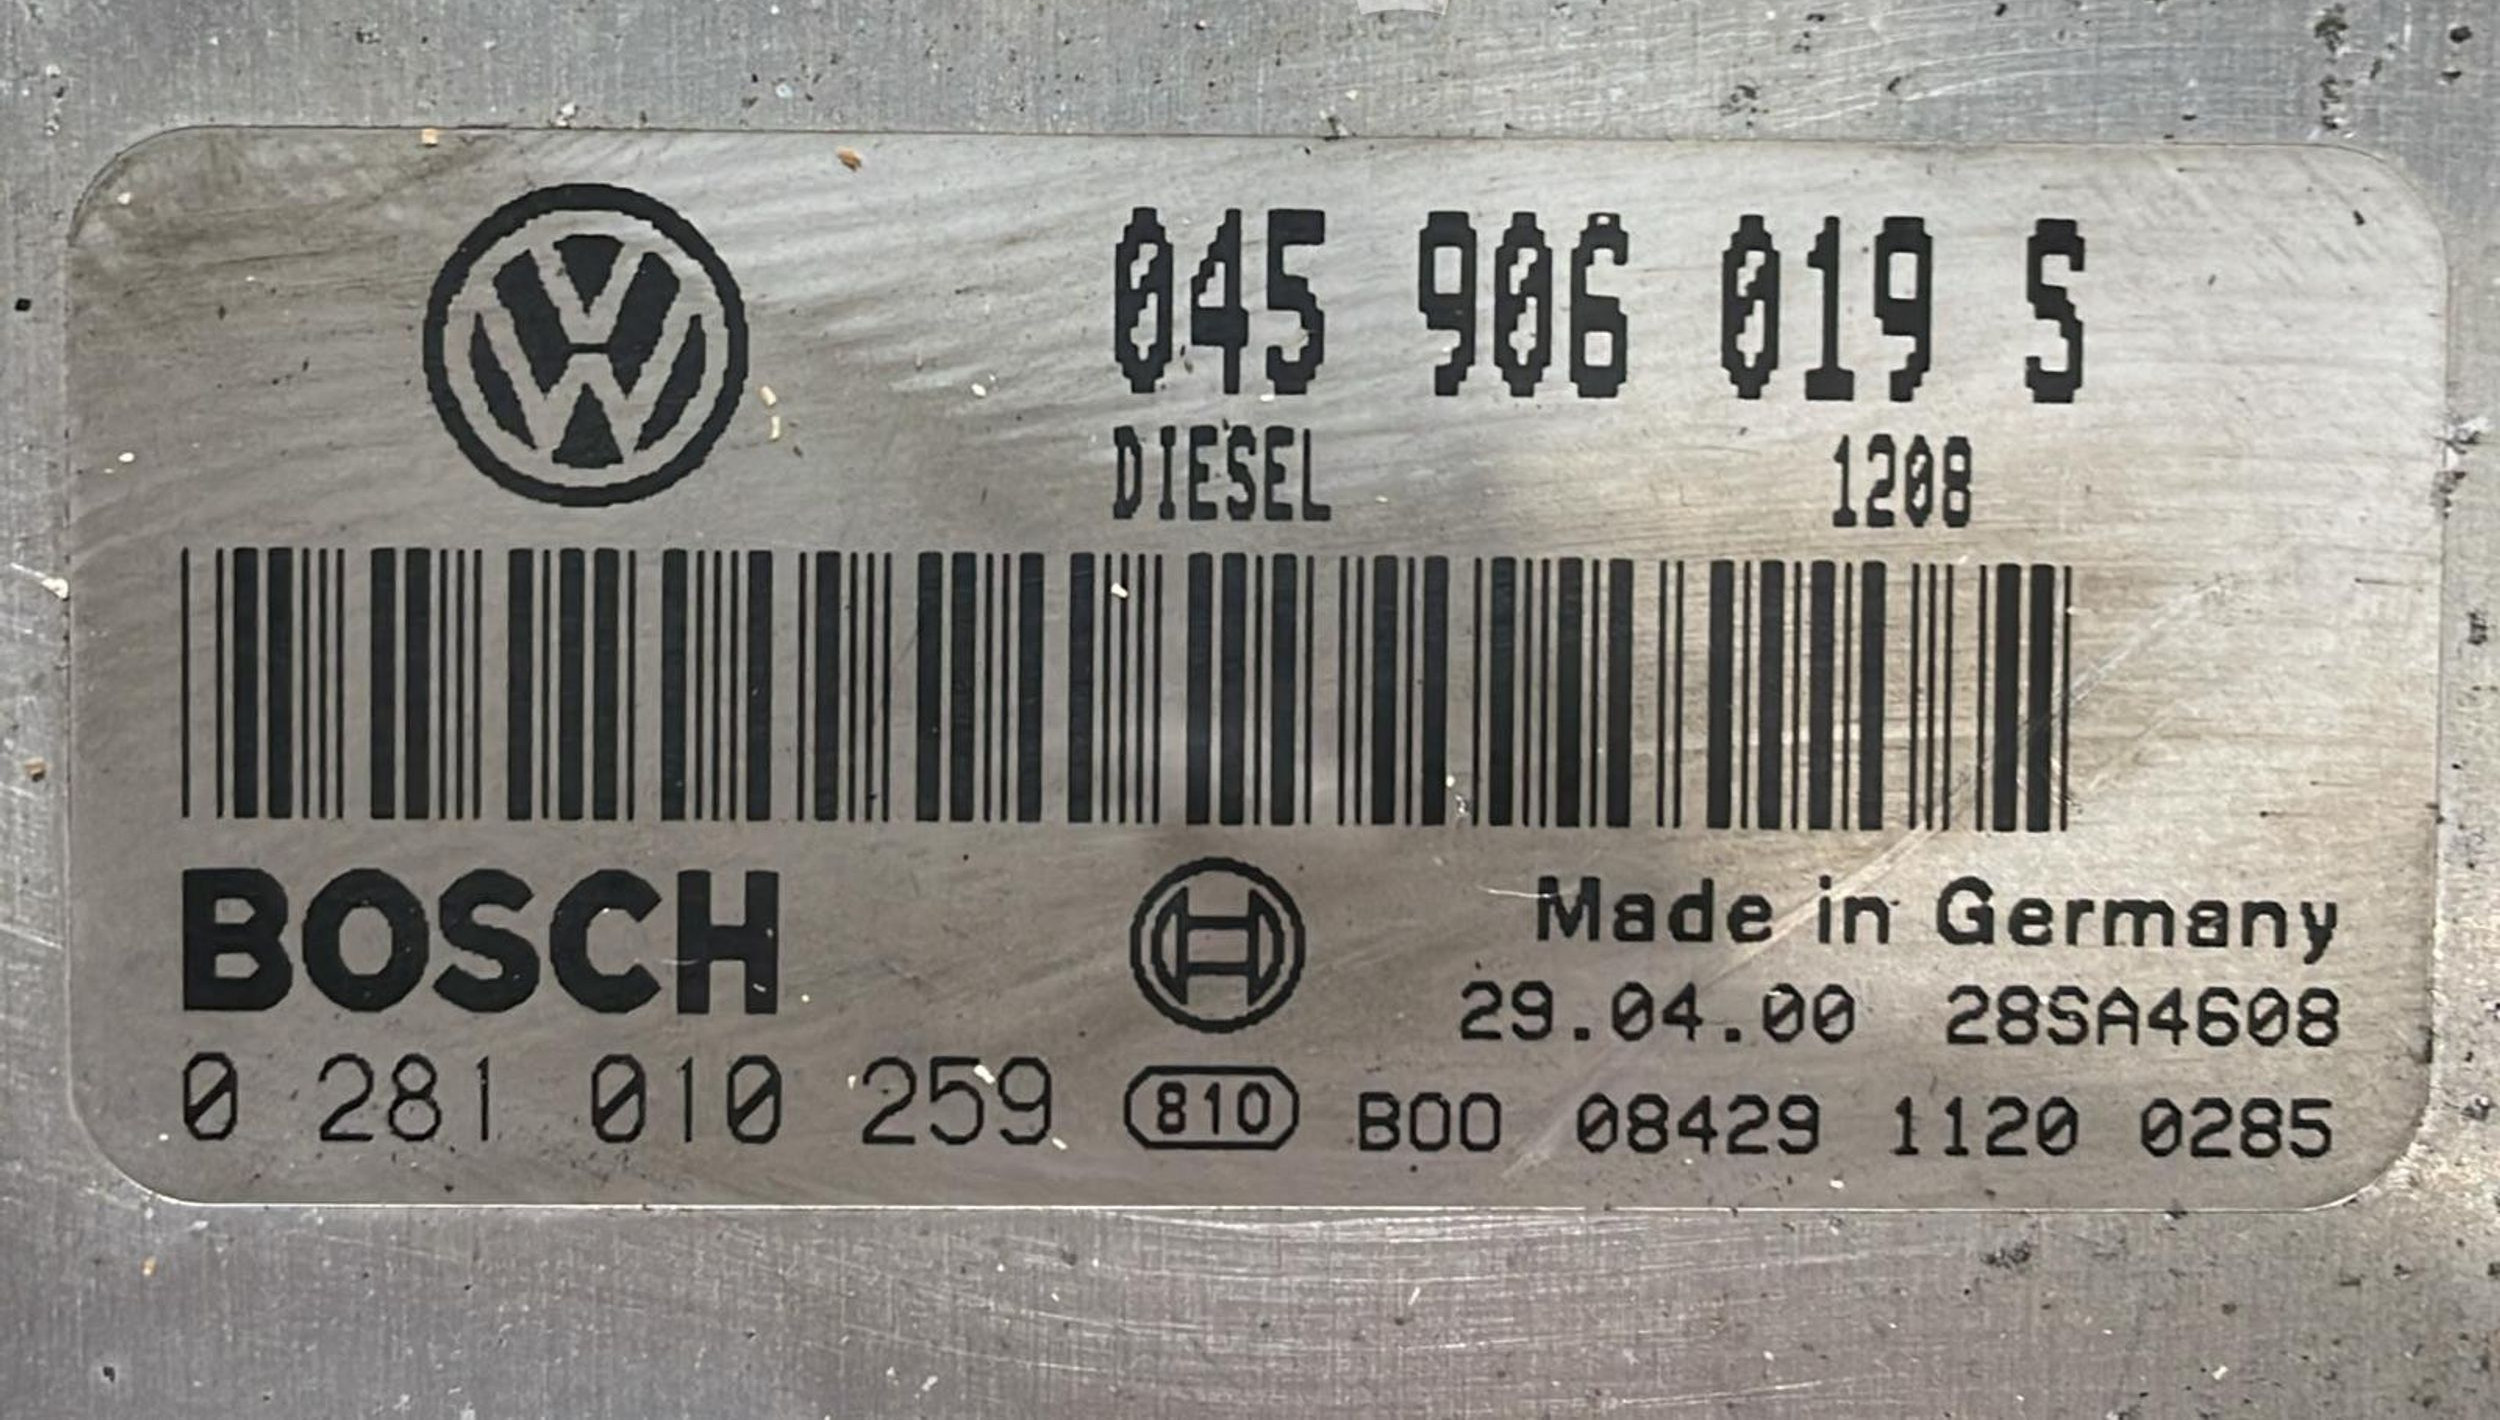 045 906 019 S
DIESEL 1208
BOSCH
Made in Germany
29.04.00 28SA4608
0 281 010 259 810 B00 08429 1120 0285